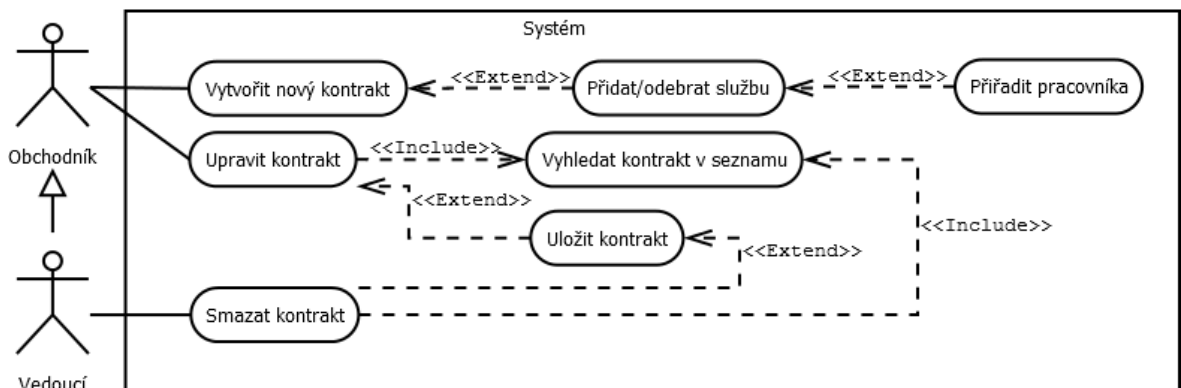 Systém
Vytvořit nový kontrakt
<<Extend>>
Přidat/odebrat službu
<<Extend>>
Přiřadit pracovníka
Obchodník
Upravit kontrakt
<<Include>>
Vyhledat kontrakt v seznamu
<<Extend>>
Uložit kontrakt
<<Extend>>
<<Include>>
Smazat kontrakt
Vedoucí